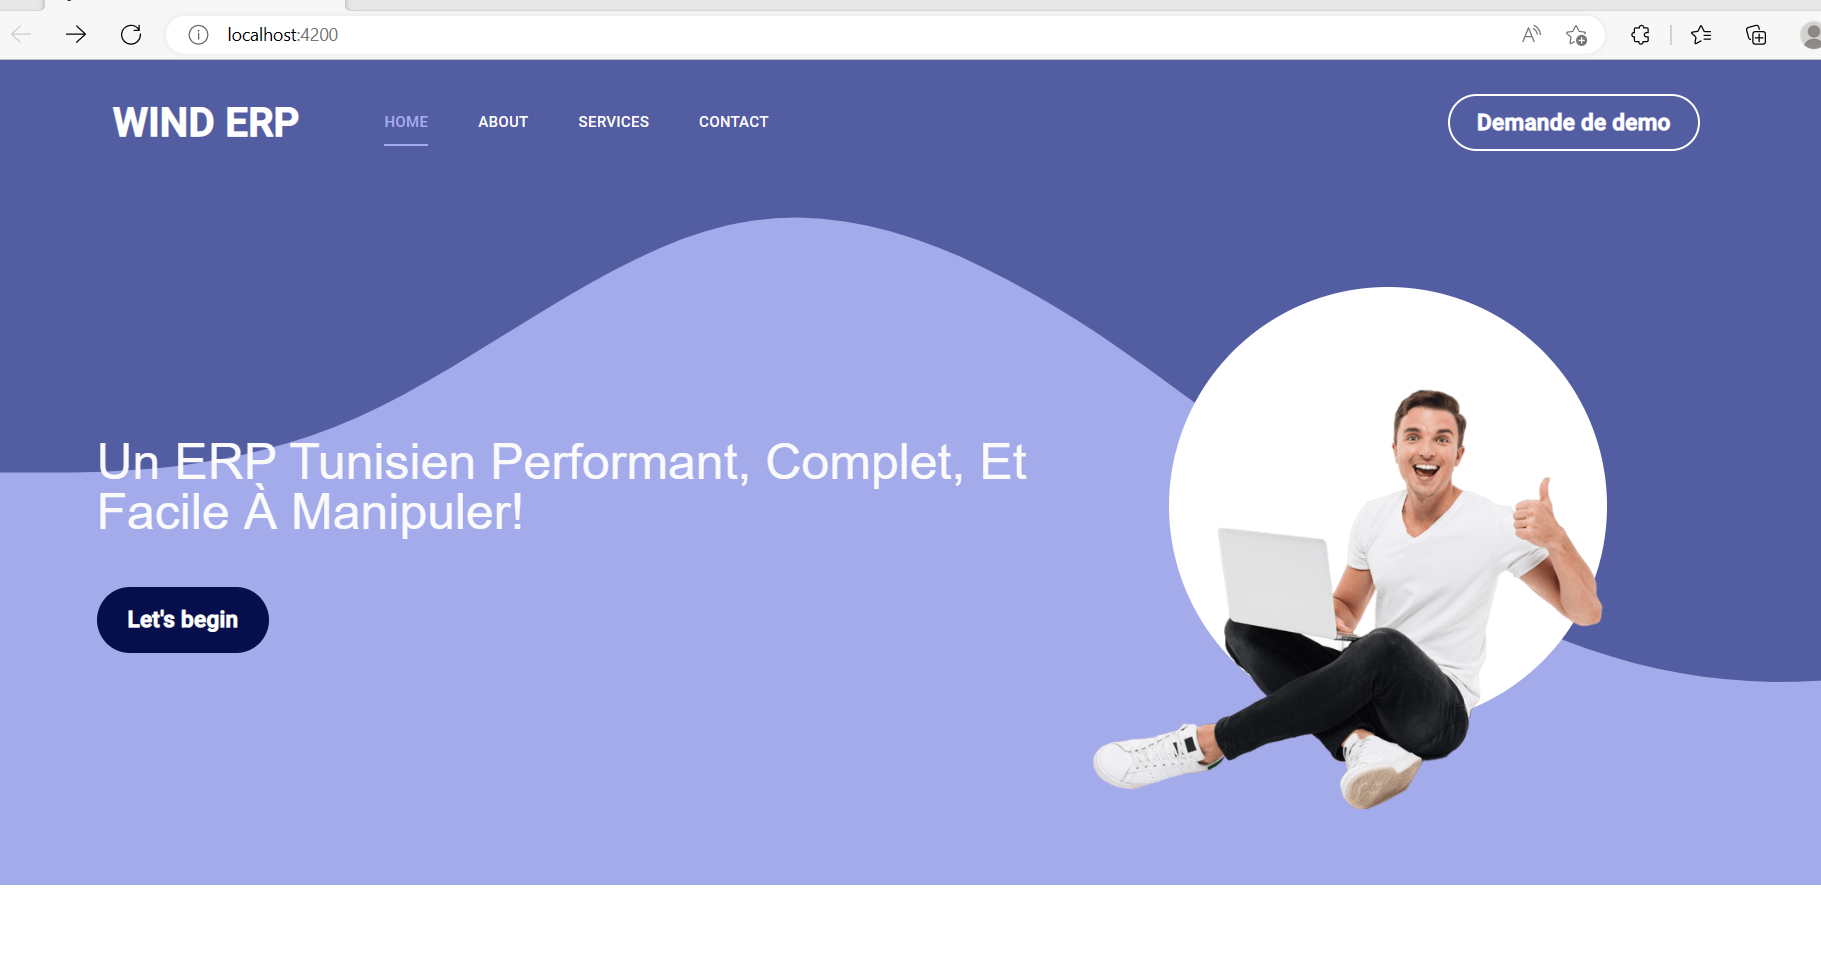 localhost:4200
WIND ERP
HOME
ABOUT
SERVICES
CONTACT
Demande de demo
Un ERP Tunisien Performant, Complet, Et
Facile À Manipuler!
Let's begin